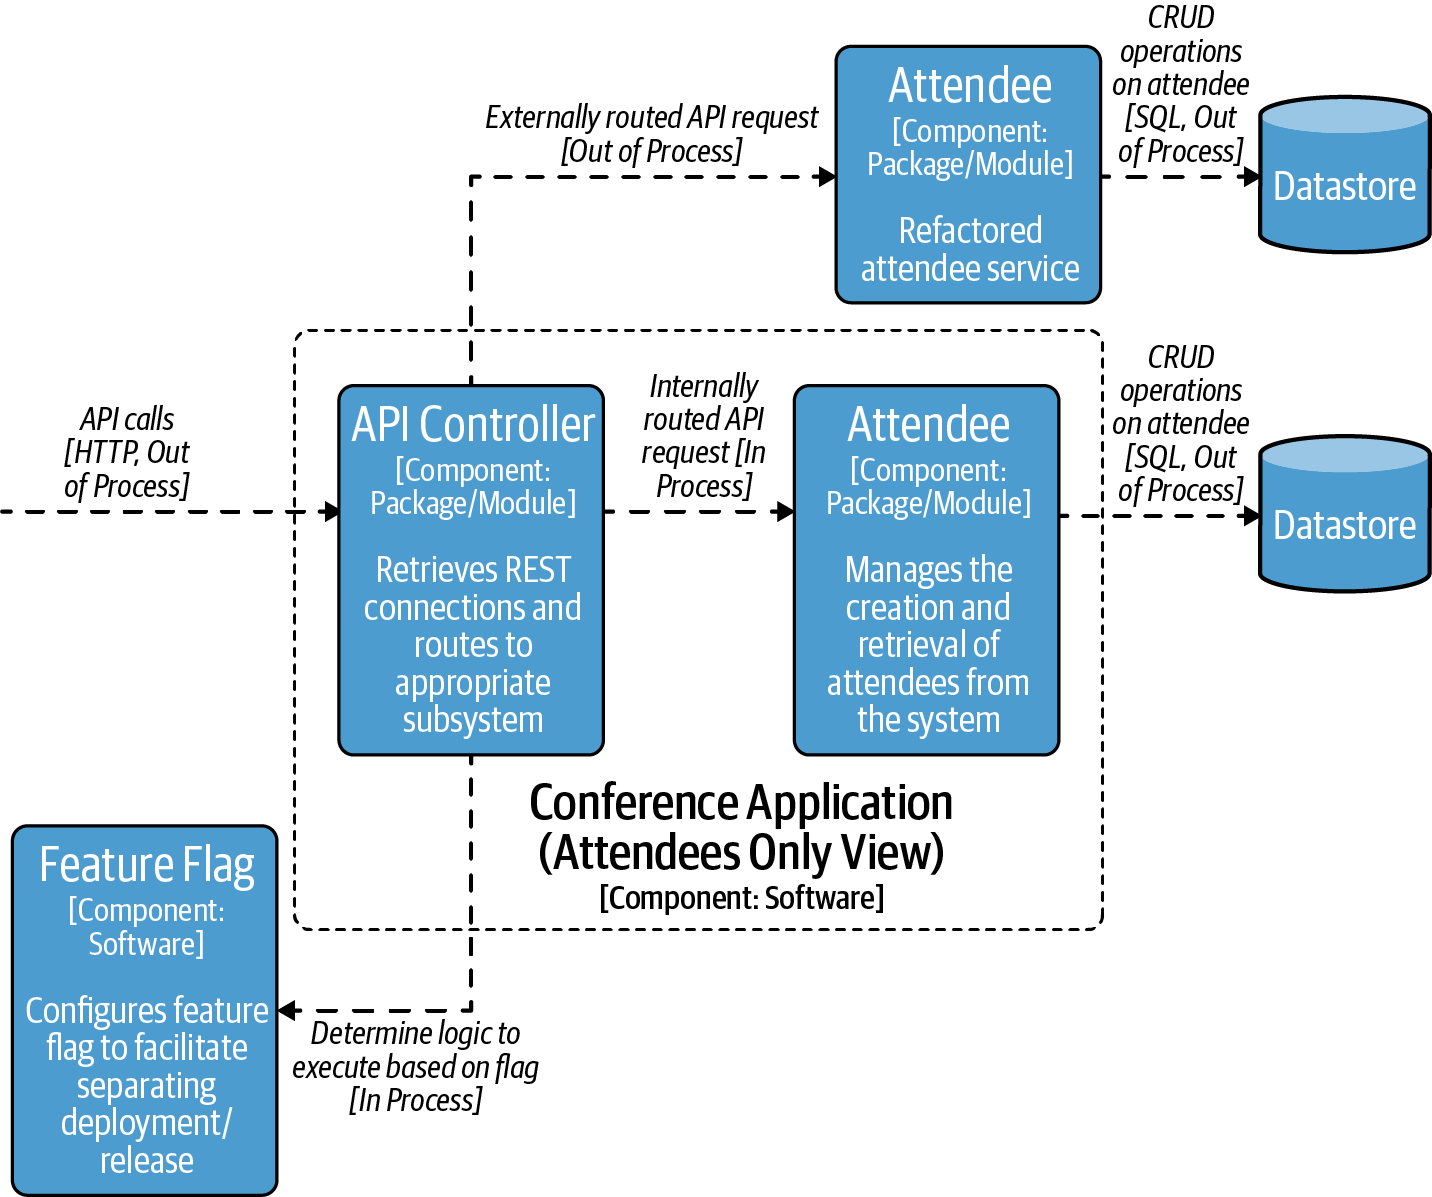 CRUD
operations
on attendee
[SQL, Out
of Process]
Attendee
[Component:
Package/Module]
Refactored
attendee service
Externally routed API request
[Out of Process]
Datastore
API calls
[HTTP, Out
of Process]
API Controller
[Component:
Package/Module]
Retrieves REST
connections and
routes to
appropriate
subsystem
Internally
routed API
request [In
Process]
Attendee
[Component:
Package/Module]
Manages the
creation and
retrieval of
attendees from
the system
CRUD
operations
on attendee
[SQL, Out
of Process]
Datastore
Conference Application
(Attendees Only View)
[Component: Software]
Feature Flag
[Component:
Software]
Configures feature
flag to facilitate
separating
deployment/
release
Determine logic to
execute based on flag
[In Process]